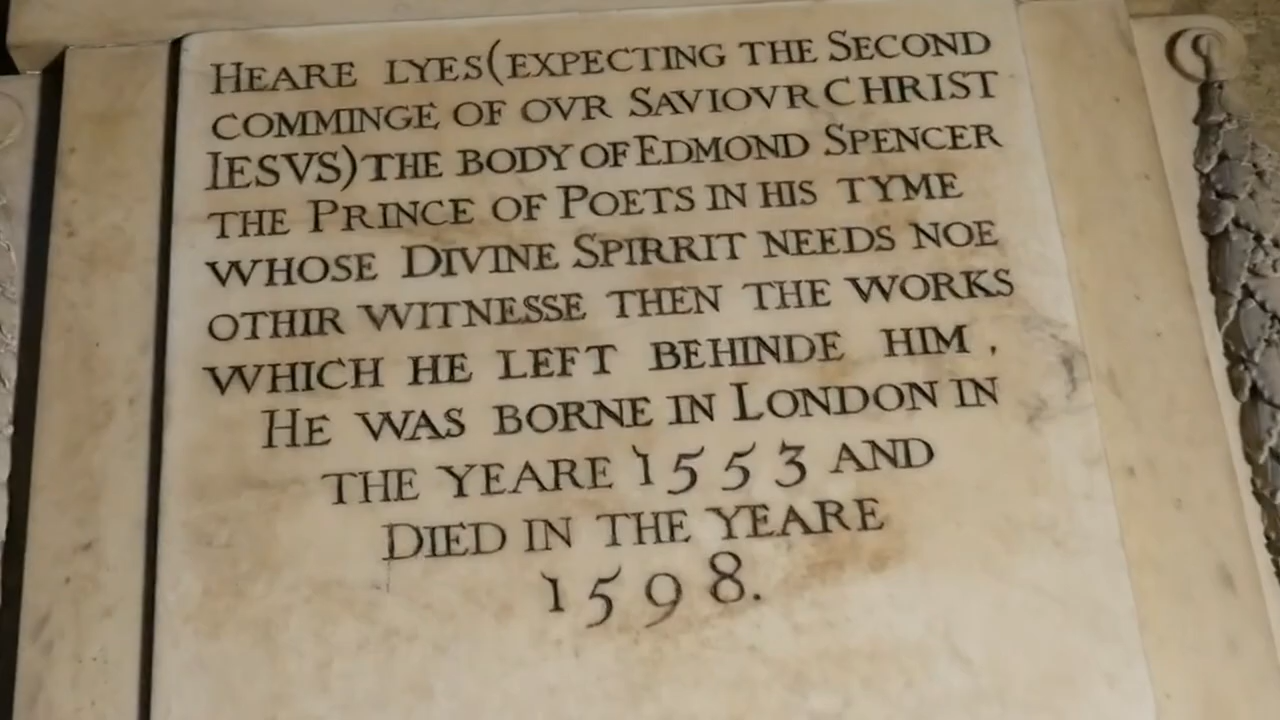 HEARE LYES (EXPECTING THE SECOND
COMMINGE OF OVR SAVIOVR CHRIST
IESVS) THE BODY OF EDMOND SPENCER
THE PRINCE OF POETS IN HIS TYME
WHOSE DIVINE SPIRRIT NEEDS NOE
OTHIR WITNESSE THEN THE WORKS
WHICH HE LEFT BEHINDE HIM .
HE WAS BORNE IN LONDON IN
THE YEARE 1553 AND
DIED IN THE YEARE
1598.